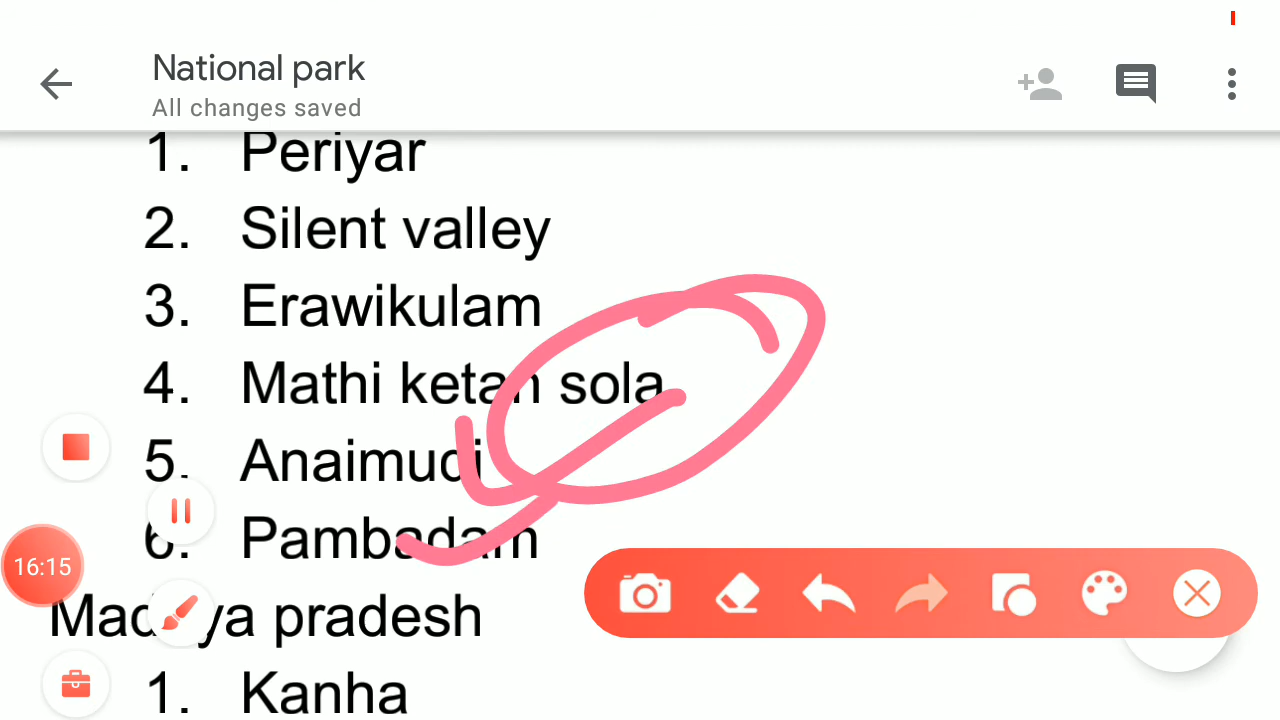 National park
All changes saved
1. Periyar
2. Silent valley
3. Erawikulam
4. Mathi ketan sola
5. Anaimudi
6. Pambadam
Madhya pradesh
1. Kanha
16:15